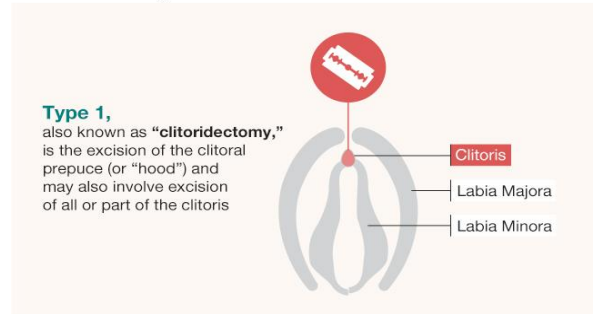 Type 1,
also known as “clitoridectomy,”
is the excision of the clitoral
prepuce (or “hood”) and
may also involve excision
of all or part of the clitoris
Clitoris
Labia Majora
Labia Minora